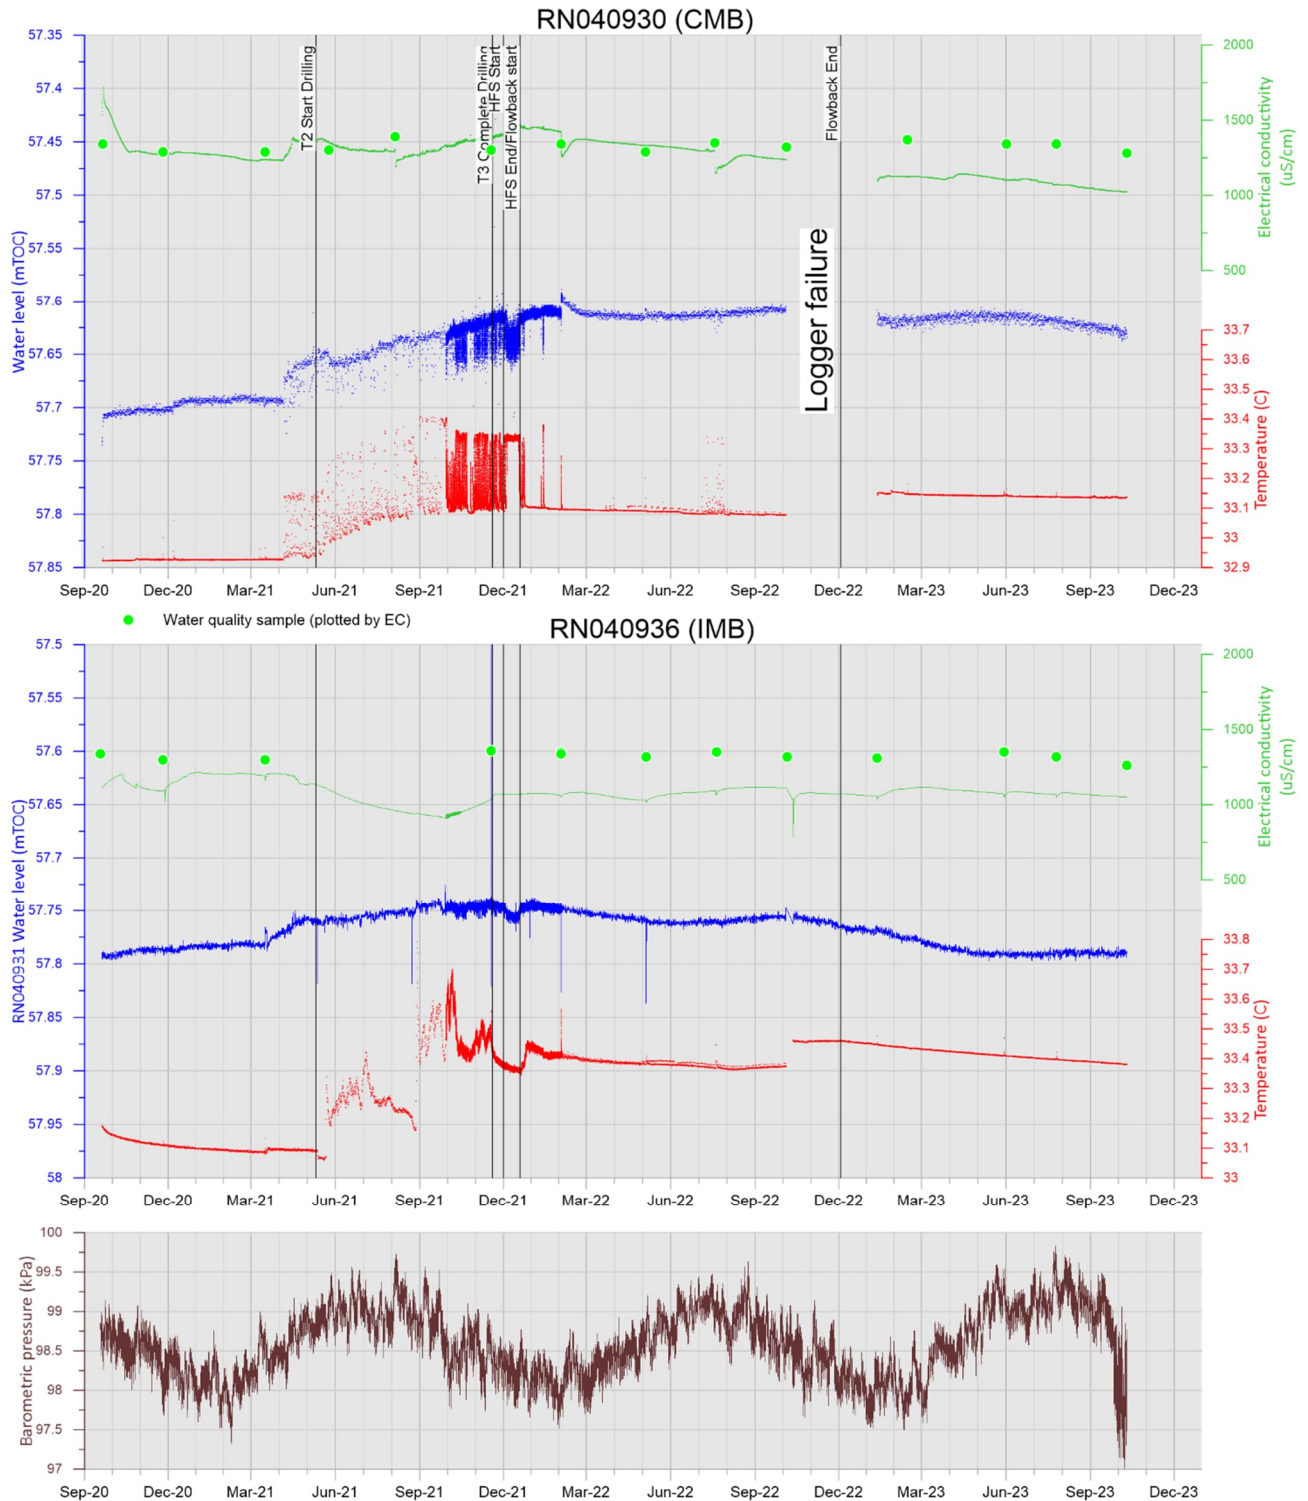 RN040930 (CMB)
57.35
57.4
57.45
57.5
57.55
57.6
57.65
57.7
57.75
57.8
57.85
Water level (mTOC)
T2 Start Drilling
T3 Complete Drilling
HFS Start
HFS End/Flowback start
Flowback End
Logger failure
2000
1500
1000
500
Electrical conductivity
(uS/cm)
33.7
33.6
33.5
33.4
33.3
33.2
33.1
33
32.9
Temperature (C)
Sep-20 Dec-20 Mar-21 Jun-21 Sep-21 Dec-21 Mar-22 Jun-22 Sep-22 Dec-22 Mar-23 Jun-23 Sep-23 Dec-23
Water quality sample (plotted by EC)
RN040936 (IMB)
57.5
57.55
57.6
57.65
57.7
57.75
57.8
57.85
57.9
57.95
58
RN040931 Water level (mTOC)
2000
1500
1000
500
Electrical conductivity
(uS/cm)
33.8
33.7
33.6
33.5
33.4
33.3
33.2
33.1
33
Temperature (C)
Sep-20 Dec-20 Mar-21 Jun-21 Sep-21 Dec-21 Mar-22 Jun-22 Sep-22 Dec-22 Mar-23 Jun-23 Sep-23 Dec-23
100
99.5
99
98.5
98
97.5
97
Barometric pressure (kPa)
Sep-20 Dec-20 Mar-21 Jun-21 Sep-21 Dec-21 Mar-22 Jun-22 Sep-22 Dec-22 Mar-23 Jun-23 Sep-23 Dec-23